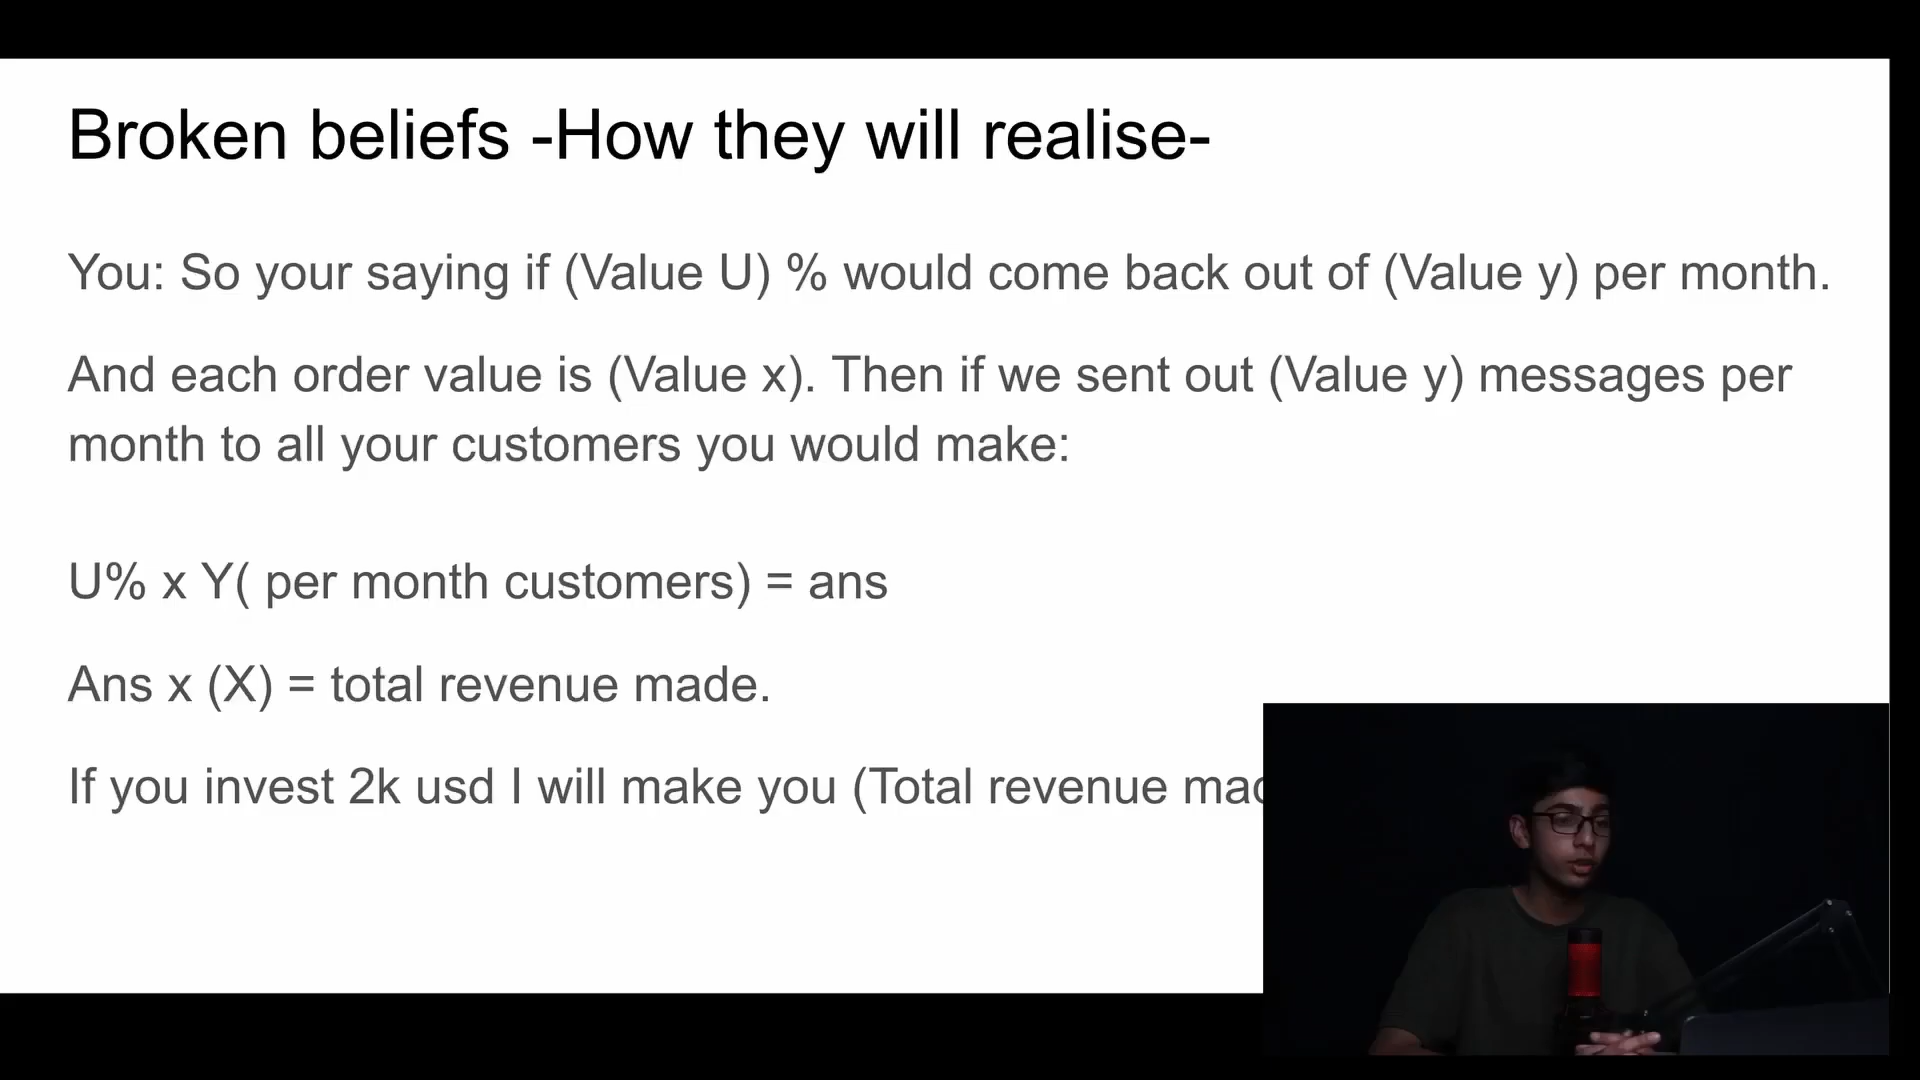 Broken beliefs -How they will realise-
You: So your saying if (Value U) % would come back out of (Value y) per month.
And each order value is (Value x). Then if we sent out (Value y) messages per
month to all your customers you would make:
U% x Y( per month customers) = ans
Ans x (X) = total revenue made.
If you invest 2k usd I will make you (Total revenue